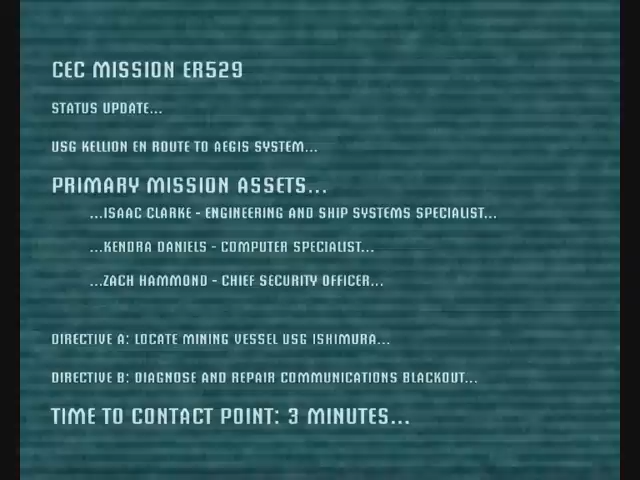 CEC MISSION ER529
STATUS UPDATE...
USG KELLION EN ROUTE TO AEGIS SYSTEM...
PRIMARY MISSION ASSETS...
...ISAAC CLARKE - ENGINEERING AND SHIP SYSTEMS SPECIALIST...
...KENDRA DANIELS - COMPUTER SPECIALIST...
...ZACH HAMMOND - CHIEF SECURITY OFFICER...
DIRECTIVE A: LOCATE MINING VESSEL USG ISHIMURA...
DIRECTIVE B: DIAGNOSE AND REPAIR COMMUNICATIONS BLACKOUT...
TIME TO CONTACT POINT: 3 MINUTES...